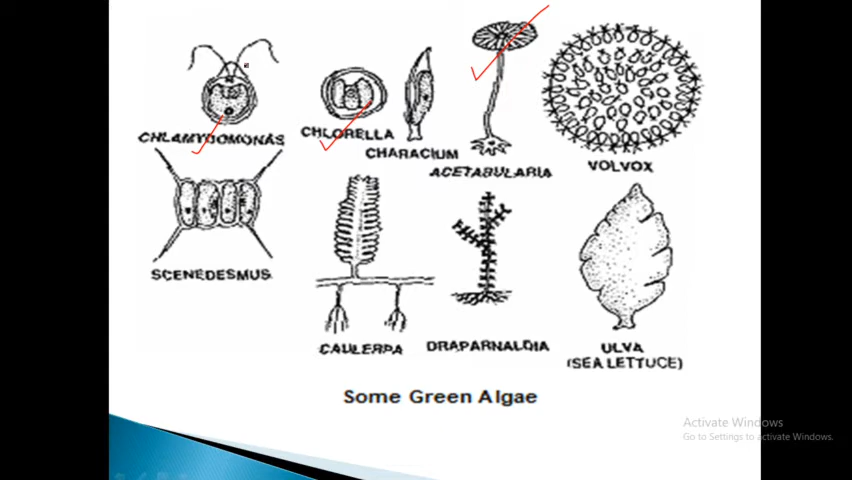 CHLAMYDOMONAS
CHLORELLA
CHARACIUM
ACETABULARIA
VOLVOX
SCENEDESMUS
CAULERPA
DRAPARNALDIA
ULVA
(SEA LETTUCE)
Some Green Algae
Activate Windows
Go to Settings to Activate Windows.